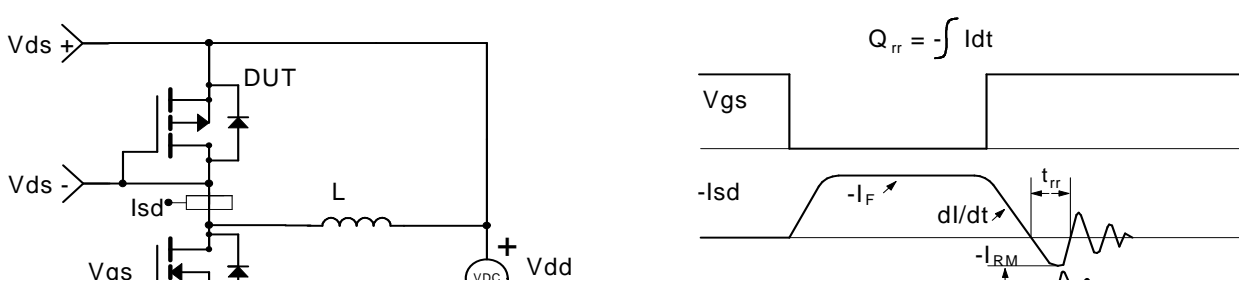 Vds +
DUT
Vds -
Isd
L
Vgs
+
VDC
Vdd
Q rr = -∫ Idt
Vgs
-Isd
-I F
dI/dt
t rr
-I RM